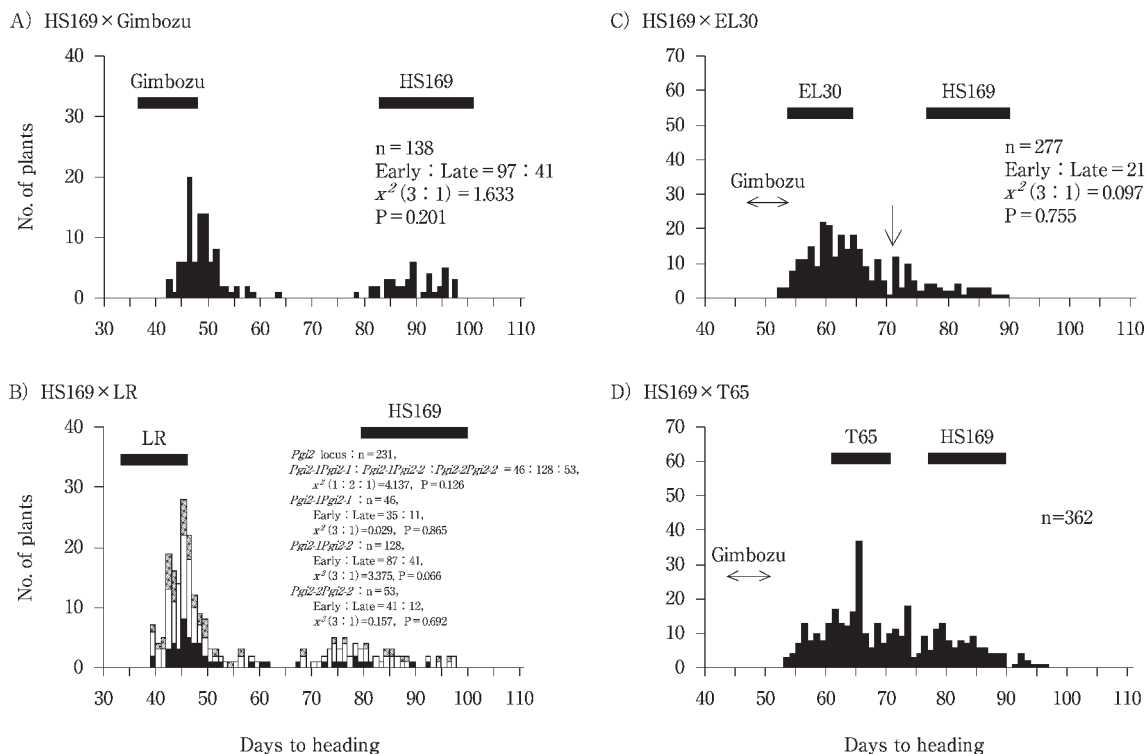 A) HS169×Gimbozu
40
30
20
10
0
No. of plants
Gimbozu
HS169
n=138
Early : Late=97 : 41
x² (3 : 1)=1.633
P=0.201
30 40 50 60 70 80 90 100 110
B) HS169×LR
40
30
20
10
0
No. of plants
LR
HS169
Pgi2 locus : n=231,
Pgi2-1Pgi2-1 : Pgi2-1Pgi2-2 : Pgi2-2Pgi2-2 =46 : 128 : 53,
x² (1 : 2 : 1)=4.137, P=0.126
Pgi2-1Pgi2-1 : n=46,
Early : Late=35 : 11,
x² (3 : 1)=0.029, P=0.865
Pgi2-1Pgi2-2 : n=128,
Early : Late=87 : 41,
x² (3 : 1)=3.375, P=0.066
Pgi2-2Pgi2-2 : n=53,
Early : Late=41 : 12,
x² (3 : 1)=0.157, P=0.692
30 40 50 60 70 80 90 100 110
Days to heading
C) HS169×EL30
70
60
50
40
30
20
10
0
EL30
HS169
Gimbozu
n=277
Early : Late=21
x² (3 : 1)=0.097
P=0.755
40 50 60 70 80 90 100 110
D) HS169×T65
70
60
50
40
30
20
10
0
T65
HS169
Gimbozu
n=362
40 50 60 70 80 90 100 110
Days to heading